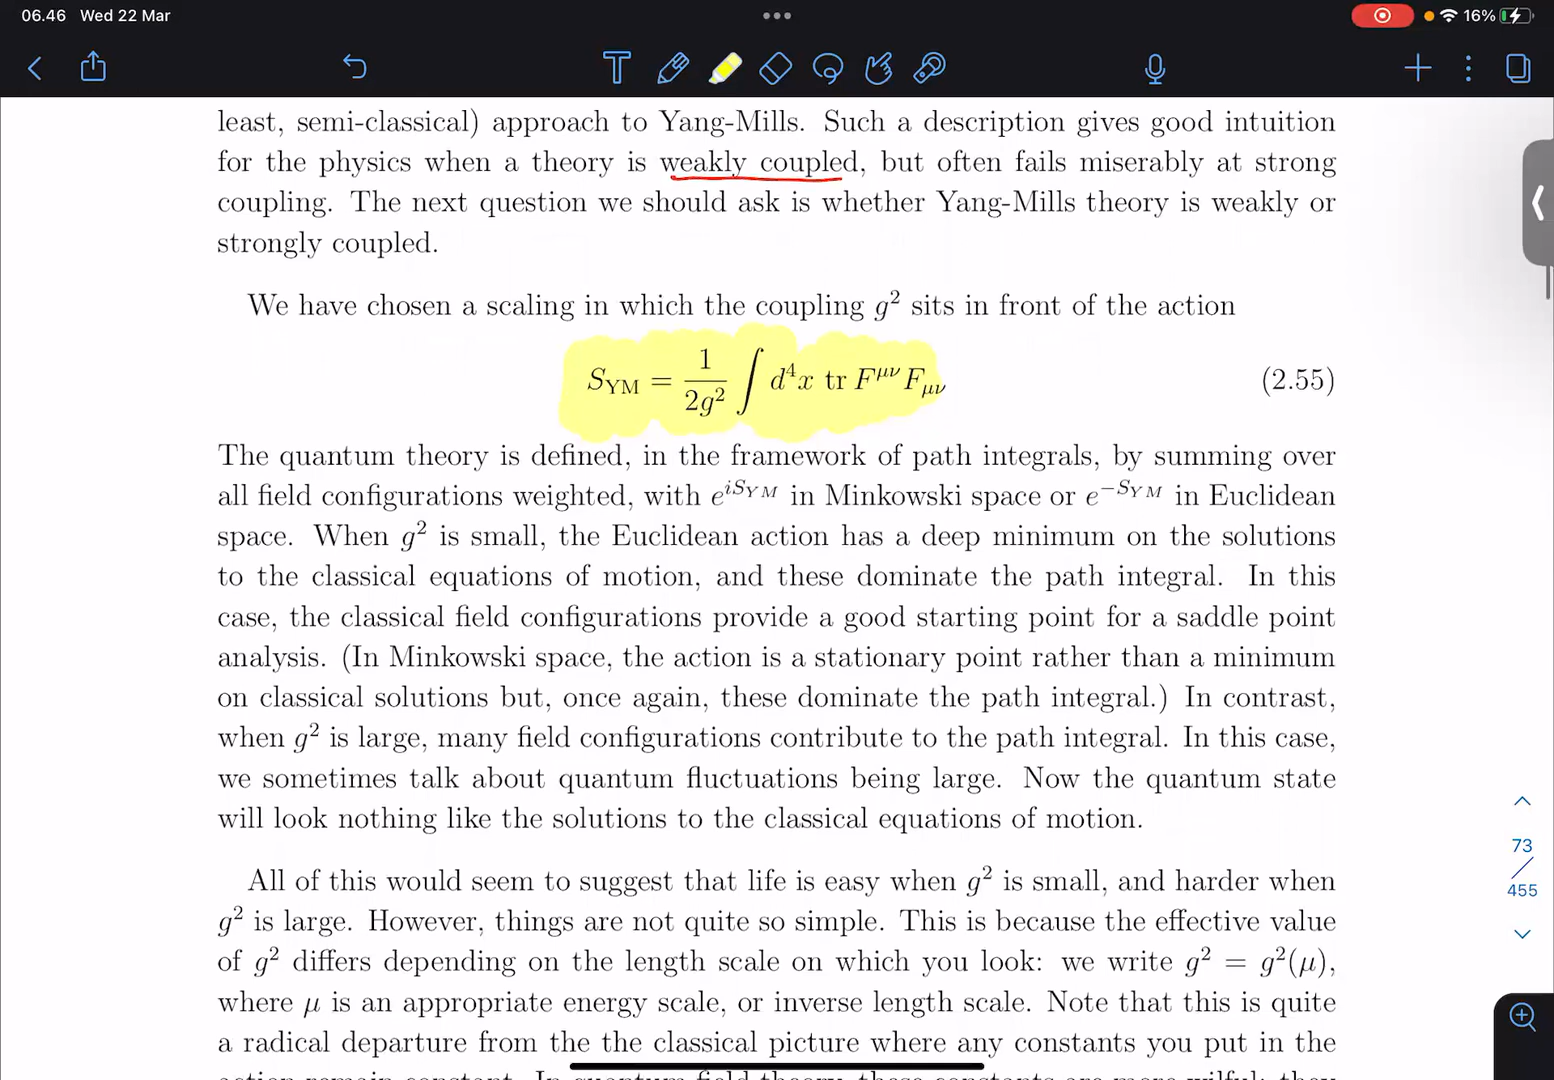 06.46 Wed 22 Mar
16%
least, semi-classical) approach to Yang-Mills. Such a description gives good intuition
for the physics when a theory is weakly coupled, but often fails miserably at strong
coupling. The next question we should ask is whether Yang-Mills theory is weakly or
strongly coupled.
We have chosen a scaling in which the coupling g² sits in front of the action
S_YM = 1/(2g²) ∫ d⁴x tr F^{μν} F_{μν} (2.55)
The quantum theory is defined, in the framework of path integrals, by summing over
all field configurations weighted, with e^{iS_YM} in Minkowski space or e^{−S_YM} in Euclidean
space. When g² is small, the Euclidean action has a deep minimum on the solutions
to the classical equations of motion, and these dominate the path integral. In this
case, the classical field configurations provide a good starting point for a saddle point
analysis. (In Minkowski space, the action is a stationary point rather than a minimum
on classical solutions but, once again, these dominate the path integral.) In contrast,
when g² is large, many field configurations contribute to the path integral. In this case,
we sometimes talk about quantum fluctuations being large. Now the quantum state
will look nothing like the solutions to the classical equations of motion.
73
455
All of this would seem to suggest that life is easy when g² is small, and harder when
g² is large. However, things are not quite so simple. This is because the effective value
of g² differs depending on the length scale on which you look: we write g² = g²(μ),
where μ is an appropriate energy scale, or inverse length scale. Note that this is quite
a radical departure from the the classical picture where any constants you put in the